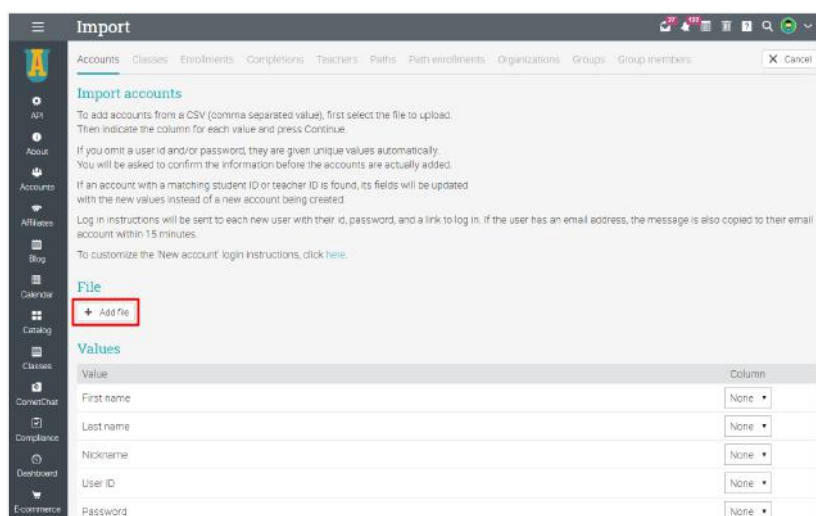 Import
37
132
Accounts Classes Enrollments Completions Teachers Paths Path enrollments Organizations Groups Group members
X Cancel
Import accounts
To add accounts from a CSV (comma separated value), first select the file to upload.
Then indicate the column for each value and press Continue.
If you omit a user id and/or password, they are given unique values automatically.
You will be asked to confirm the information before the accounts are actually added.
If an account with a matching student ID or teacher ID is found, its fields will be updated
with the new values instead of a new account being created.
Log in instructions will be sent to each new user with their id, password, and a link to log in. If the user has an email address, the message is also copied to their email
account within 15 minutes.
To customize the 'New account' login instructions, click here.
File
+ Add file
Values
Value Column
First name None
Last name None
Nickname None
User ID None
Password None
API
About
Accounts
Affiliates
Blog
Calendar
Catalog
Classes
CometChat
Compliance
Dashboard
E-commerce